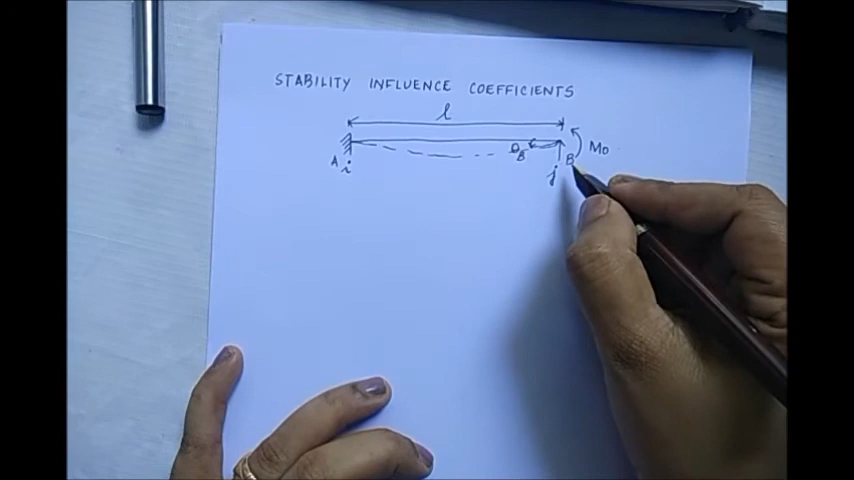 STABILITY INFLUENCE COEFFICIENTS
l
A i θB j B M0